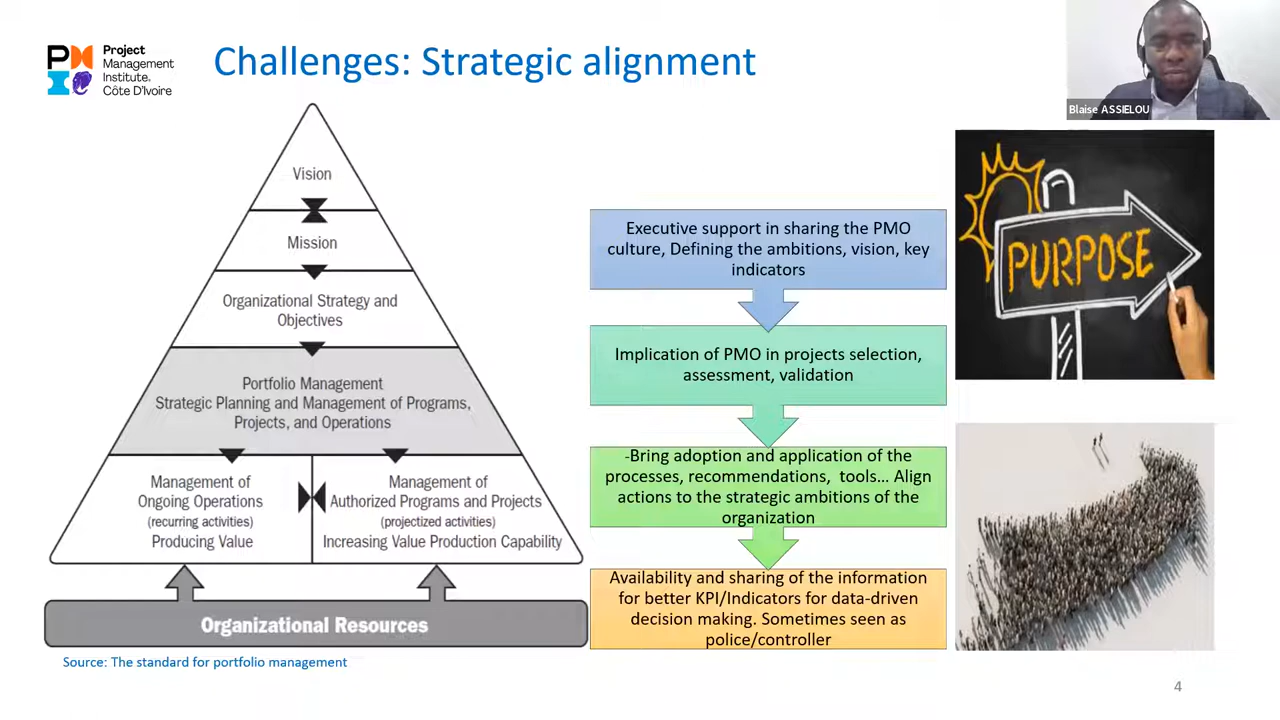 Project
Management
Institute.
Côte D'Ivoire
Challenges: Strategic alignment
Blaise ASSIELOU
Vision
Mission
Organizational Strategy and
Objectives
Portfolio Management
Strategic Planning and Management of Programs,
Projects, and Operations
Management of
Ongoing Operations
(recurring activities)
Producing Value
Management of
Authorized Programs and Projects
(projectized activities)
Increasing Value Production Capability
Organizational Resources
Source: The standard for portfolio management
Executive support in sharing the PMO
culture, Defining the ambitions, vision, key
indicators
Implication of PMO in projects selection,
assessment, validation
-Bring adoption and application of the
processes, recommendations, tools... Align
actions to the strategic ambitions of the
organization
Availability and sharing of the information
for better KPI/Indicators for data-driven
decision making. Sometimes seen as
police/controller
PURPOSE
4